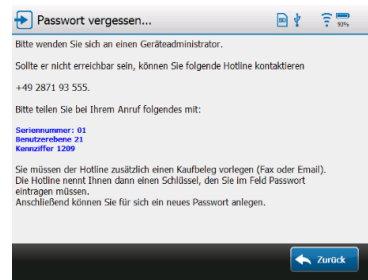 Passwort vergessen...
93%
Bitte wenden Sie sich an einen Geräteadministrator.
Sollte er nicht erreichbar sein, können Sie folgende Hotline kontaktieren
+49 2871 93 555.
Bitte teilen Sie bei Ihrem Anruf folgendes mit:
Seriennummer: 01
Benutzerebene 21
Kennziffer 1209
Sie müssen der Hotline zusätzlich einen Kaufbeleg vorlegen (Fax oder Email).
Die Hotline nennt Ihnen dann einen Schlüssel, den Sie im Feld Passwort
eintragen müssen.
Anschließend können Sie für sich ein neues Passwort anlegen.
Zurück